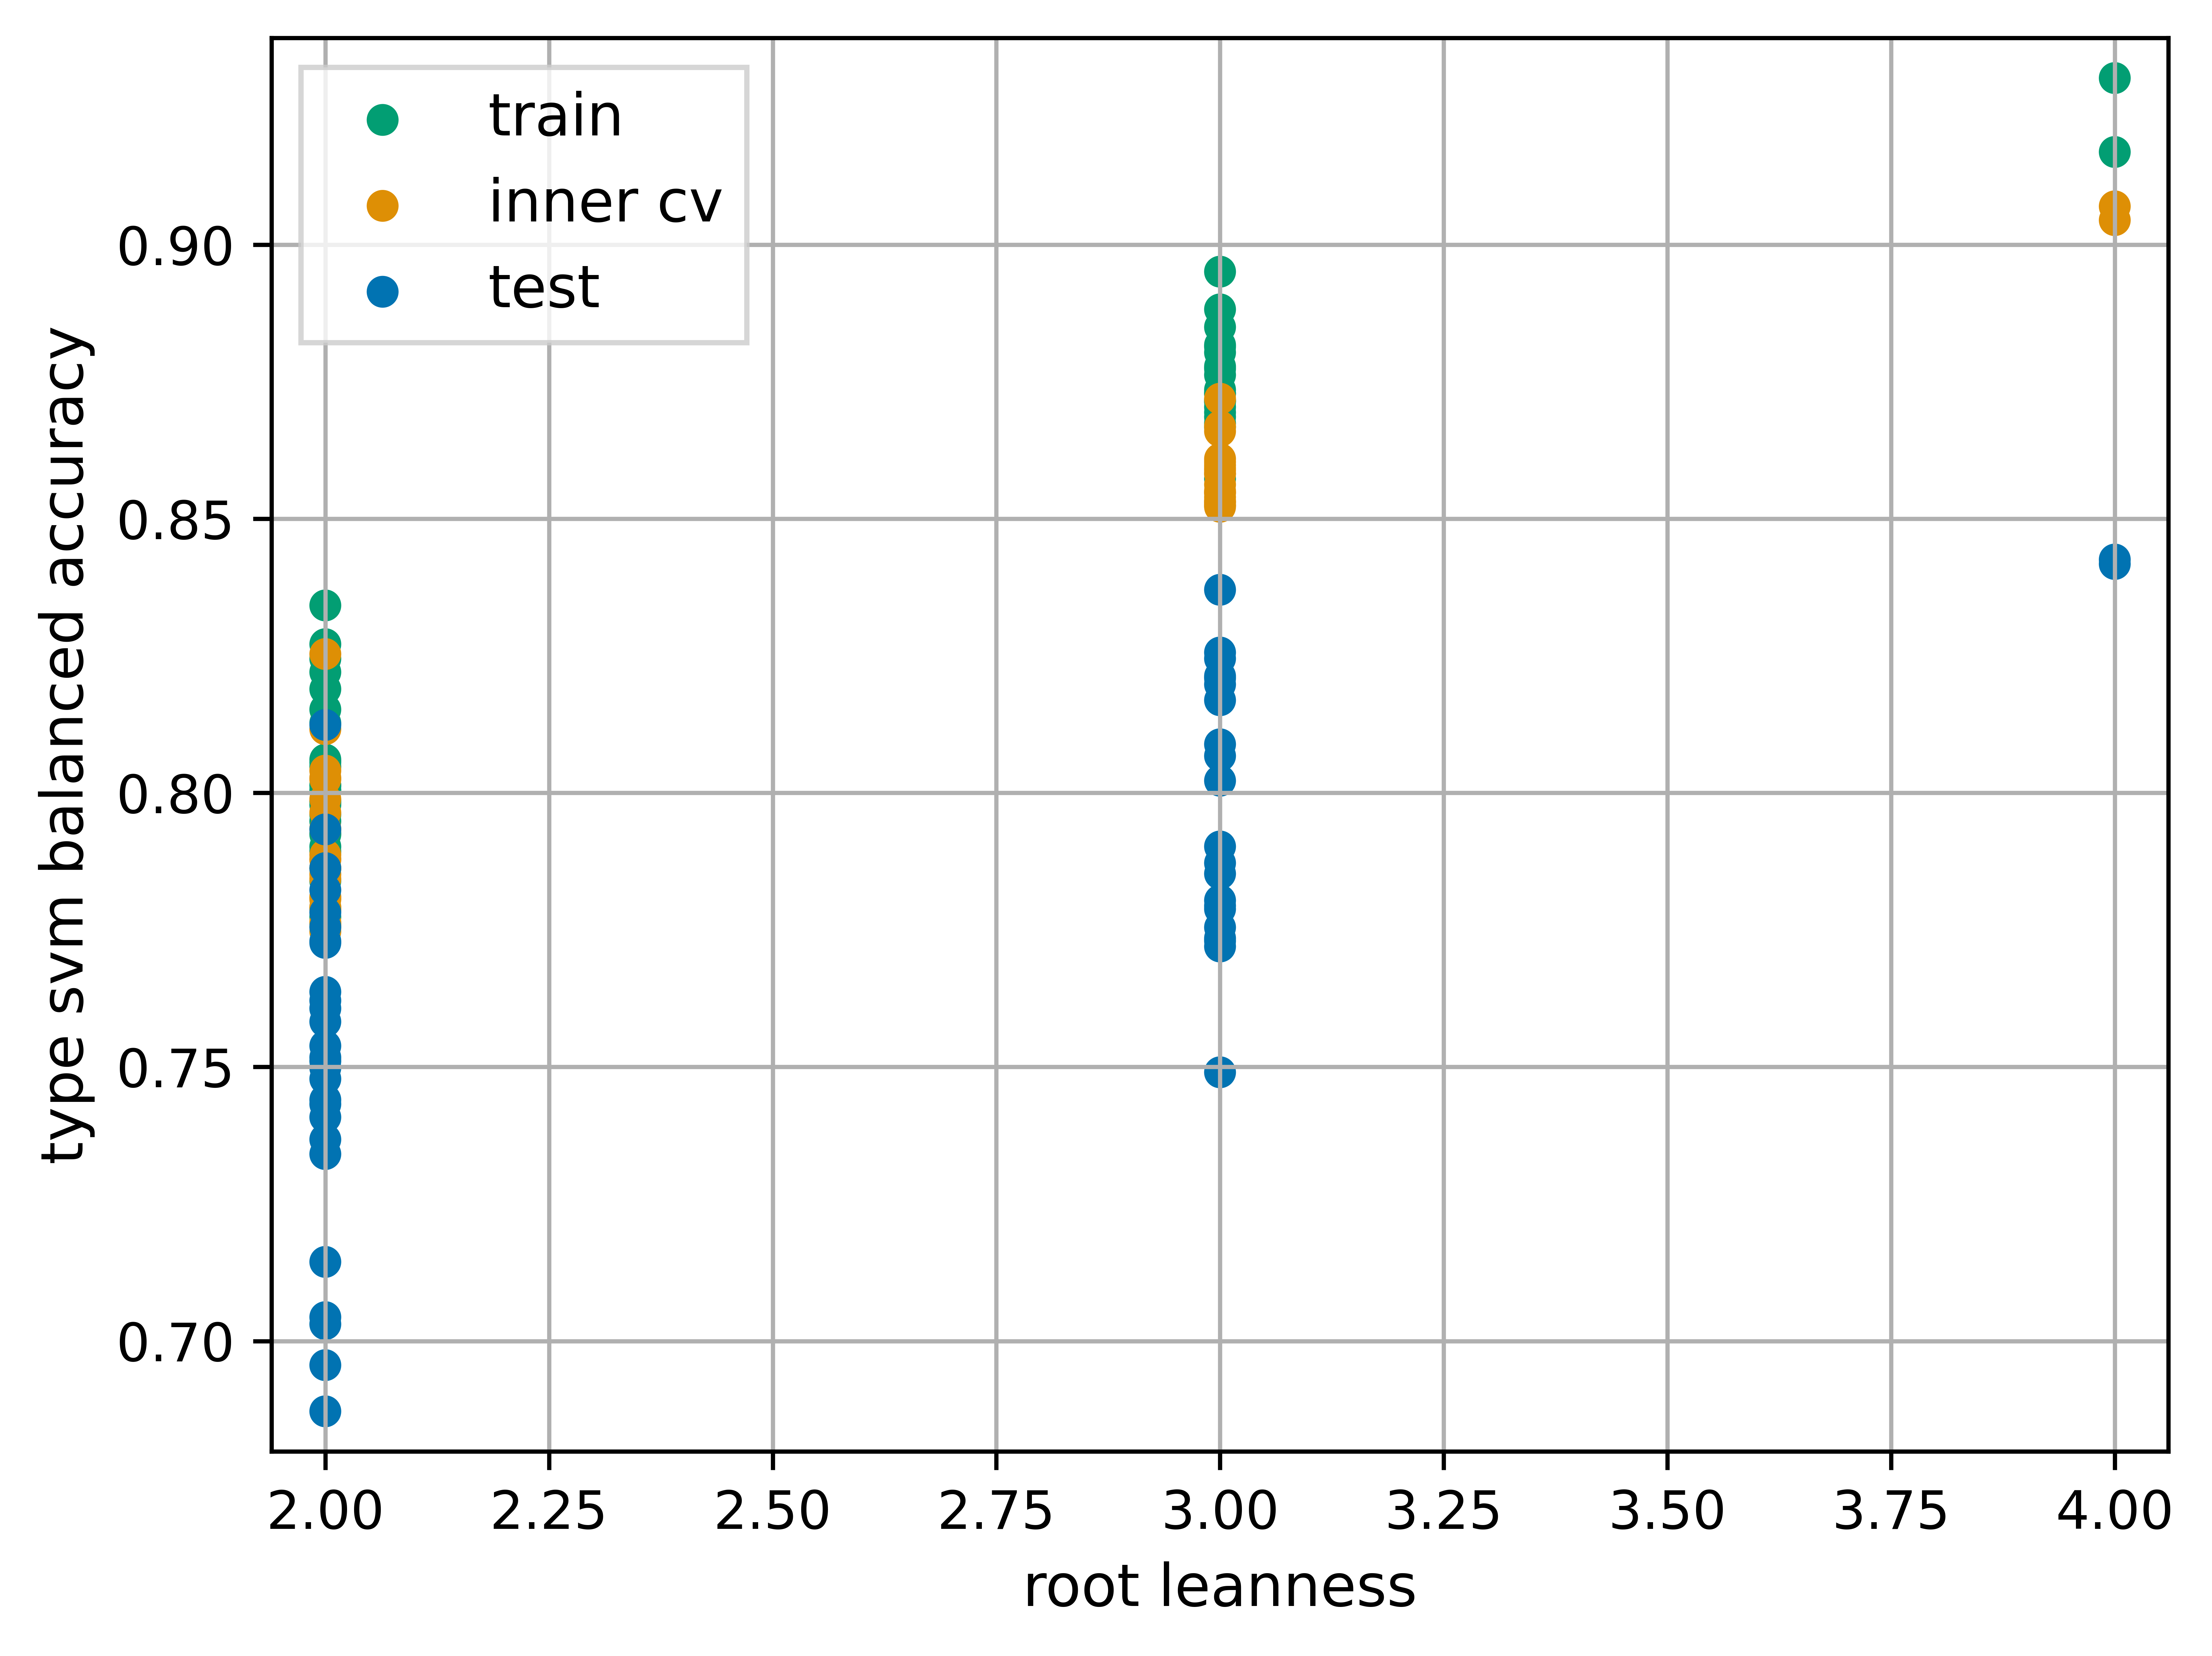 train
inner cv
test
type svm balanced accuracy
0.90
0.85
0.80
0.75
0.70
2.00 2.25 2.50 2.75 3.00 3.25 3.50 3.75 4.00
root leanness